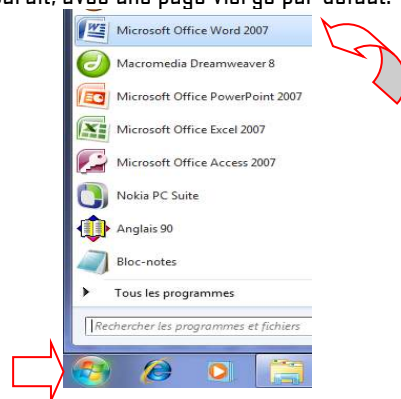 avec une page vierge par défaut.
Microsoft Office Word 2007
Macromedia Dreamweaver 8
Microsoft Office PowerPoint 2007
Microsoft Office Excel 2007
Microsoft Office Access 2007
Nokia PC Suite
Anglais 90
Bloc-notes
Tous les programmes
Rechercher les programmes et fichiers